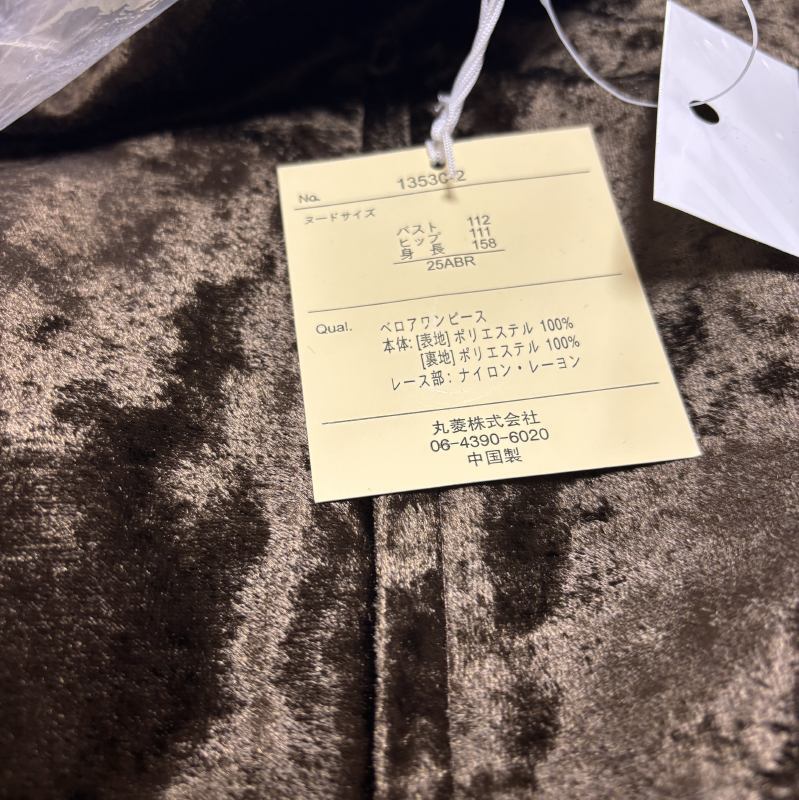 No. 1353C-2
ヌードサイズ
バスト 112
ヒップ 111
身長 158
25ABR
Qual. ベロアワンピース
本体: [表地] ポリエステル 100%
[裏地] ポリエステル 100%
レース部 : ナイロン・レーヨン
丸菱株式会社
06-4390-6020
中国製